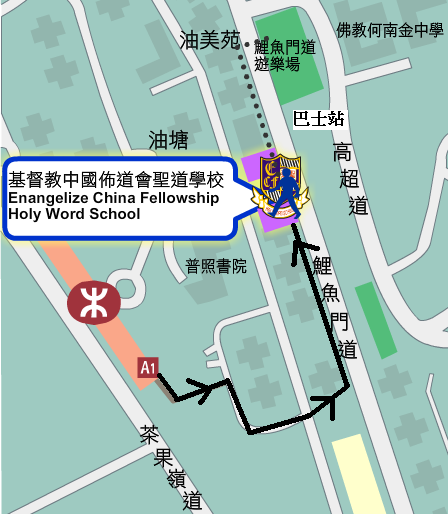 油美苑
鯉魚門道
遊樂場
佛教何南金中學
巴士站
油塘
高超道
基督教中國佈道會聖道學校
Enangelize China Fellowship
Holy Word School
普照書院
鯉魚門道
A1
茶果嶺道